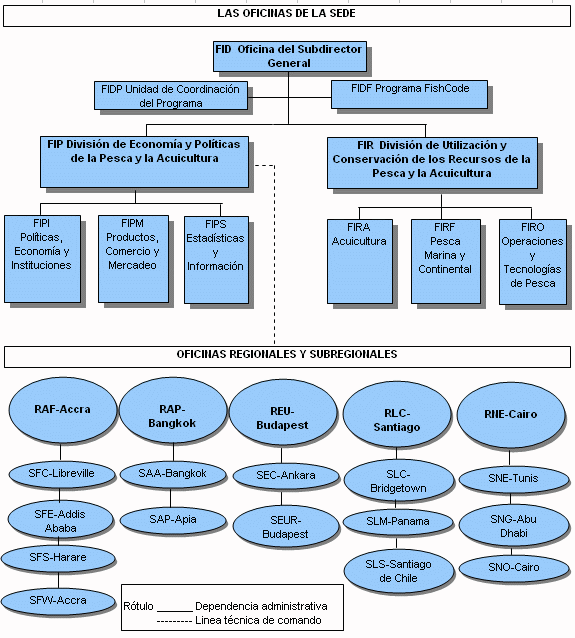 LAS OFICINAS DE LA SEDE
FID  Oficina del Subdirector
General
FIDP Unidad de Coordinación
del Programa
FIDF Programa FishCode
FIP División de Economía y Políticas
de la Pesca y la Acuicultura
FIR  División de Utilización y
Conservación de los Recursos de la
Pesca y la Acuicultura
FIPI
Políticas,
Economía y
Instituciones
FIPM
Productos,
Comercio y
Mercadeo
FIPS
Estadísticas
y
Información
FIRA
Acuicultura
FIRF
Pesca
Marina y
Continental
FIRO
Operaciones
y
Tecnologías
de Pesca
OFICINAS REGIONALES Y SUBREGIONALES
RAF-Accra
SFC-Libreville
SFE-Addis
Ababa
SFS-Harare
SFW-Accra
RAP-
Bangkok
SAA-Bangkok
SAP-Apia
REU-
Budapest
SEC-Ankara
SEUR-
Budapest
RLC-
Santiago
SLC-
Bridgetown
SLM-Panama
SLS-Santiago
de Chile
RNE-Cairo
SNE-Tunis
SNG-Abu
Dhabi
SNO-Cairo
Rótulo ______ Dependencia administrativa
--------- Linea técnica de comando